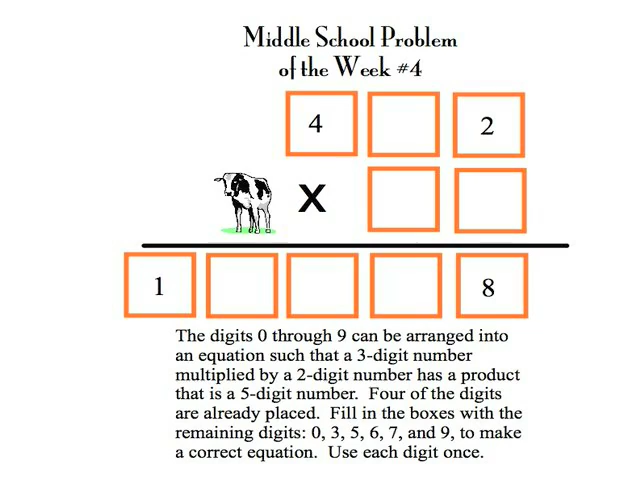 Middle School Problem
of the Week #4
4 2
X
1 8
The digits 0 through 9 can be arranged into
an equation such that a 3-digit number
multiplied by a 2-digit number has a product
that is a 5-digit number. Four of the digits
are already placed. Fill in the boxes with the
remaining digits: 0, 3, 5, 6, 7, and 9, to make
a correct equation. Use each digit once.